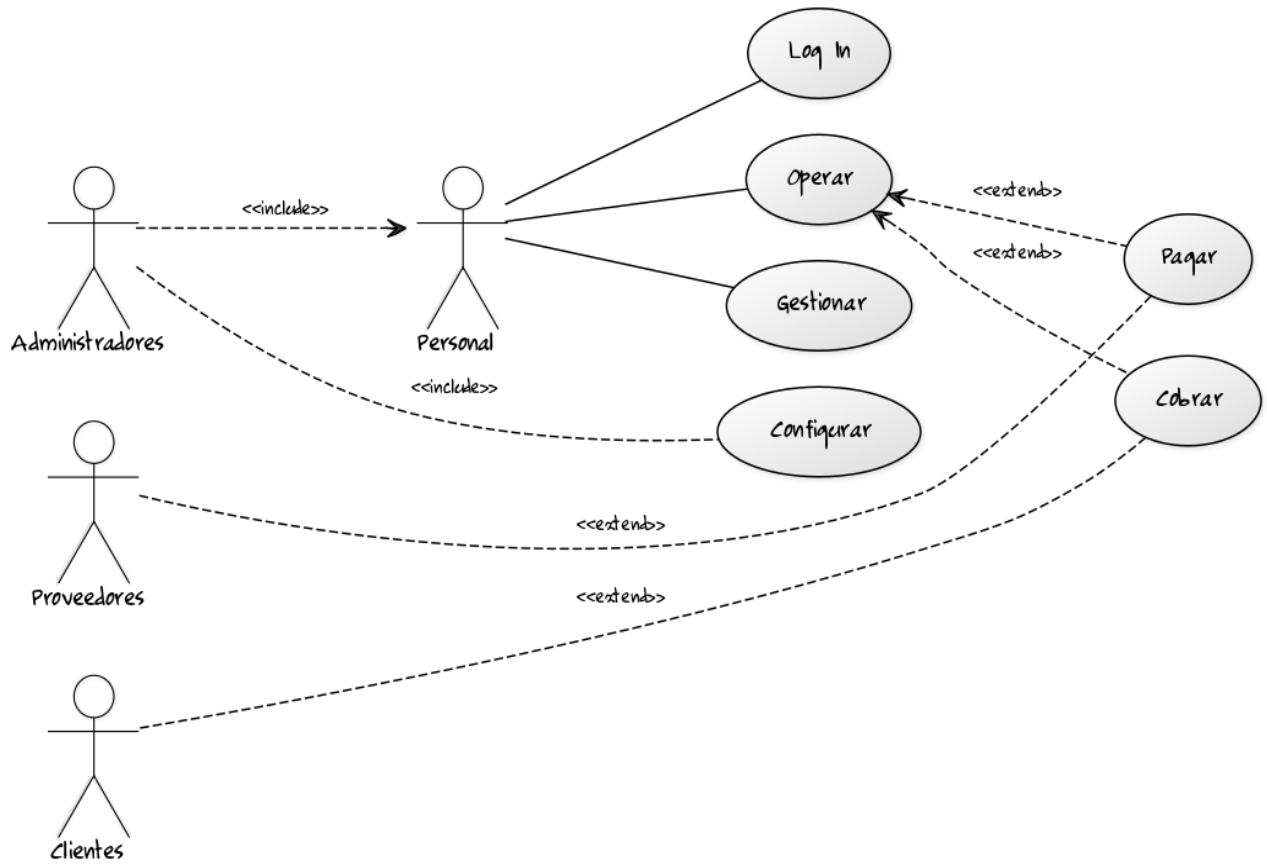 Log In
Operar
<<extend>>
<<include>>
<<extend>>
Pagar
Gestionar
Administradores
Personal
<<include>>
Cobrar
Configurar
<<extend>>
Proveedores
<<extend>>
Clientes